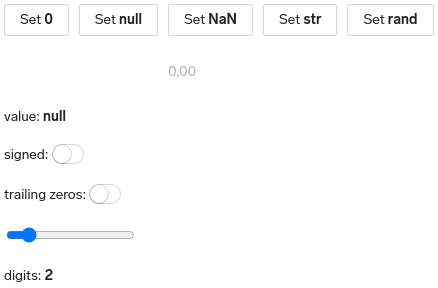 Set 0 Set null Set NaN Set str Set rand
0,00
value: null
signed:
trailing zeros:
digits: 2